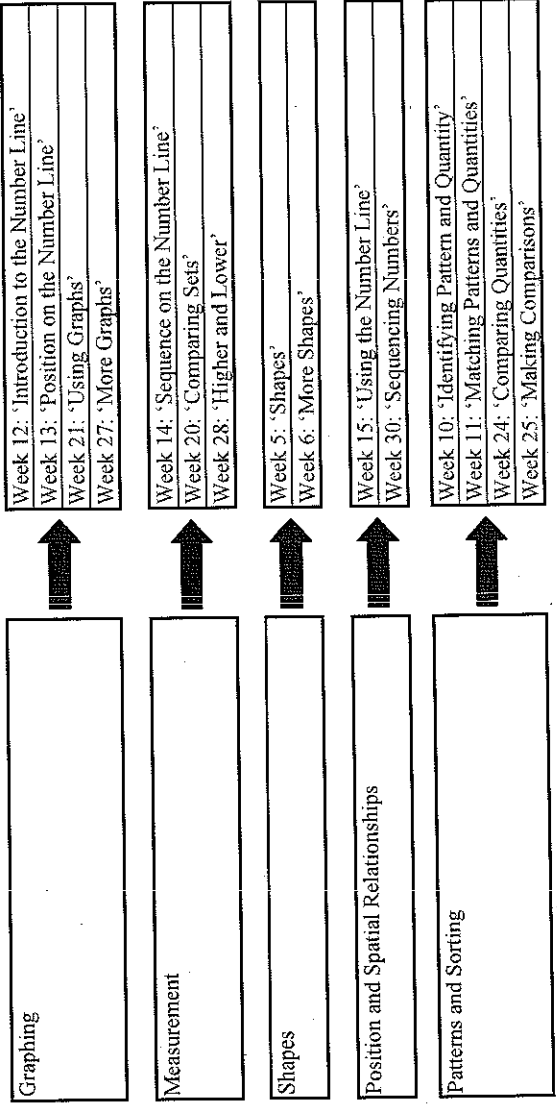 Graphing
Week 12: ‘Introduction to the Number Line’
Week 13: ‘Position on the Number Line’
Week 21: ‘Using Graphs’
Week 27: ‘More Graphs’
Measurement
Week 14: ‘Sequence on the Number Line’
Week 20: ‘Comparing Sets’
Week 28: ‘Higher and Lower’
Shapes
Week 5: ‘Shapes’
Week 6: ‘More Shapes’
Position and Spatial Relationships
Week 15: ‘Using the Number Line’
Week 30: ‘Sequencing Numbers’
Patterns and Sorting
Week 10: ‘Identifying Pattern and Quantity’
Week 11: ‘Matching Patterns and Quantities’
Week 24: ‘Comparing Quantities’
Week 25: ‘Making Comparisons’